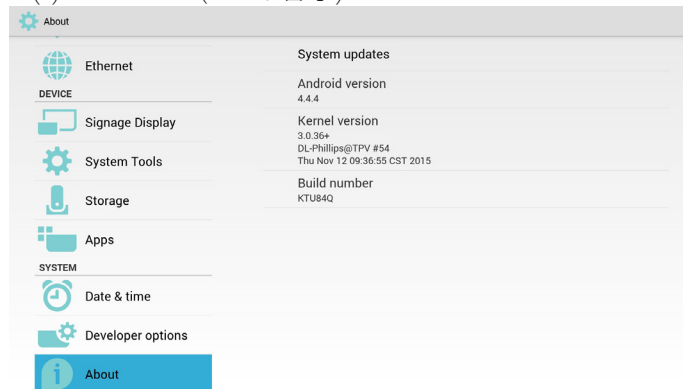 About
Ethernet
DEVICE
Signage Display
System Tools
Storage
Apps
SYSTEM
Date & time
Developer options
About
System updates
Android version
4.4.4
Kernel version
3.0.36+
DL-Phillips@TPV #54
Thu Nov 12 09:36:55 CST 2015
Build number
KTU84Q